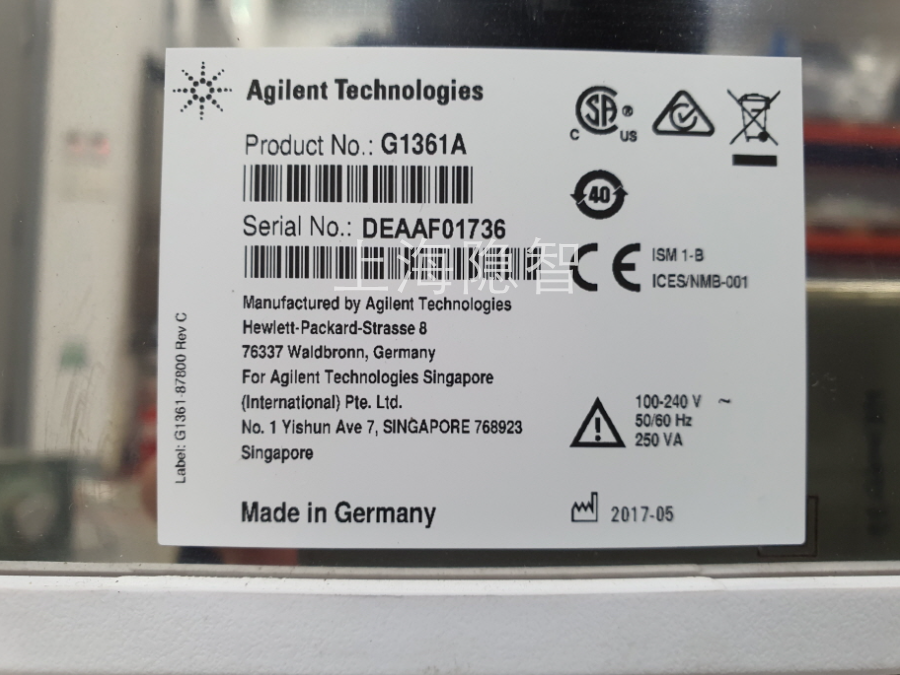 Agilent Technologies
Product No.: G1361A
Serial No.: DEAAF01736
上海隐智
Manufactured by Agilent Technologies
Hewlett-Packard-Strasse 8
76337 Waldbronn, Germany
For Agilent Technologies Singapore
(International) Pte. Ltd.
No. 1 Yishun Ave 7, SINGAPORE 768923
Singapore
Made in Germany
Label: G1361-87800 Rev C
C SA ® US
40
CE
ISM 1-B
ICES/NMB-001
100-240 V ~
50/60 Hz
250 VA
2017-05